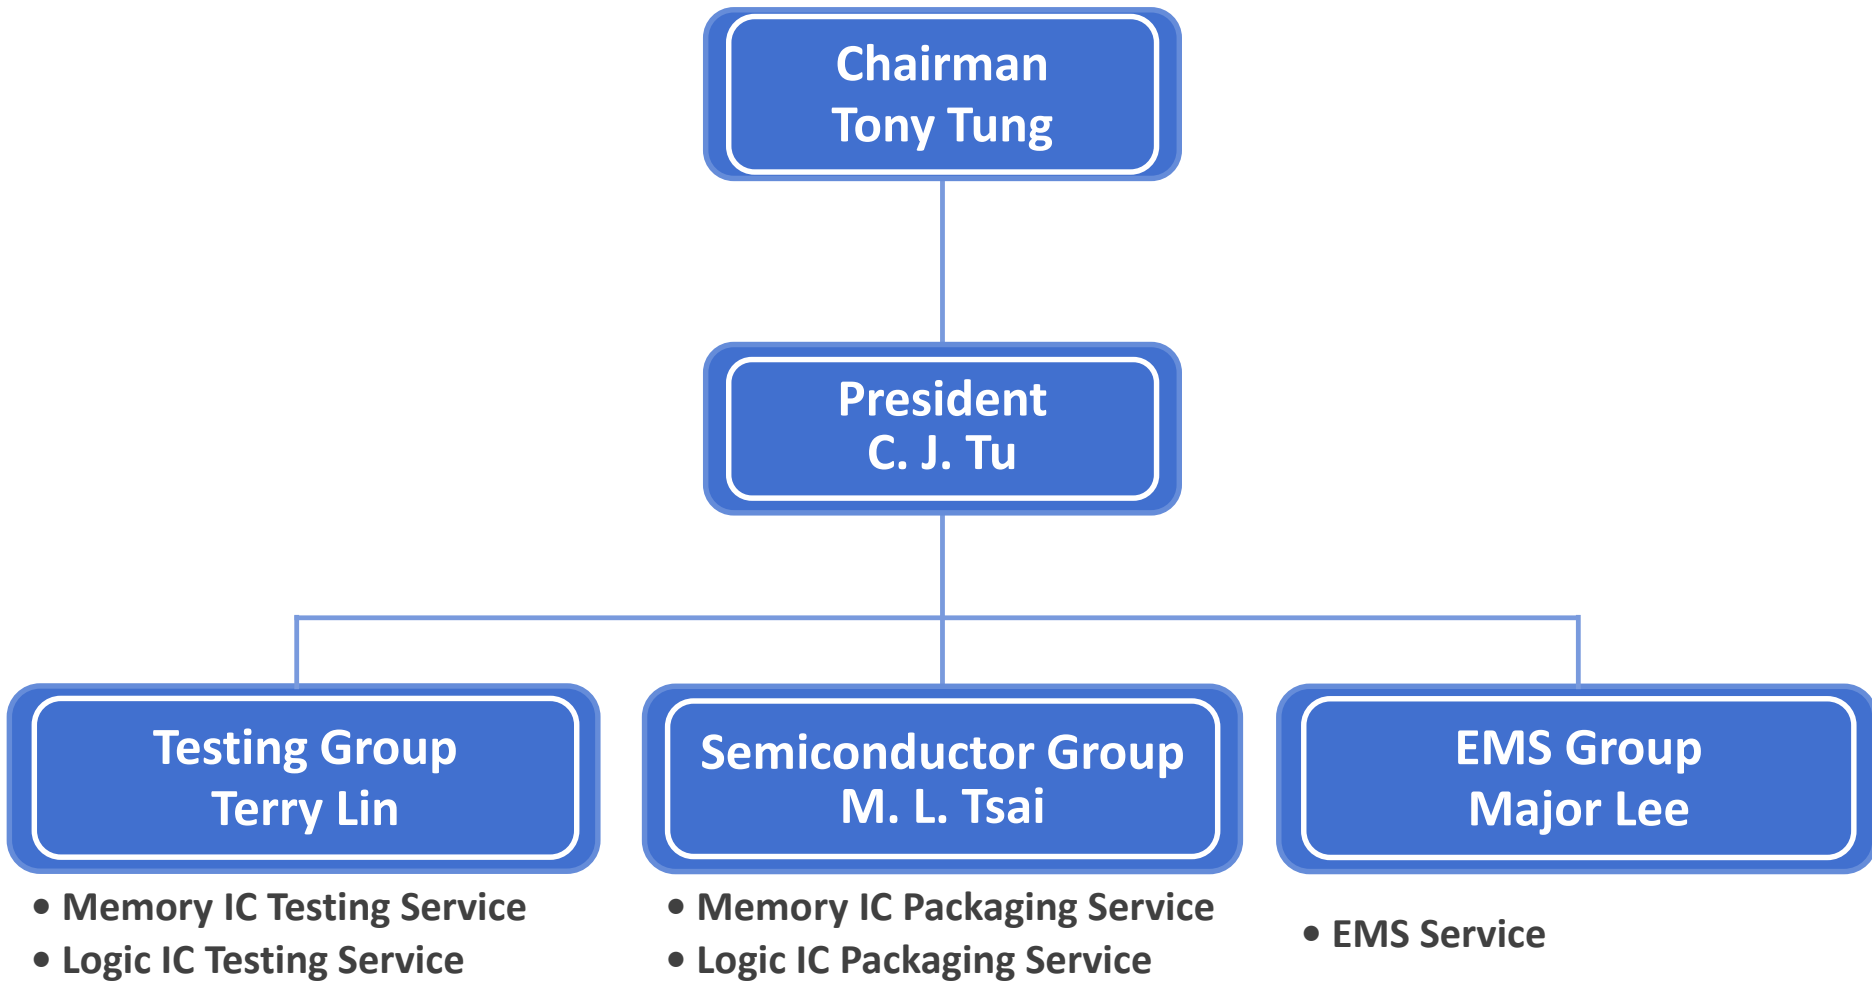 Chairman
Tony Tung
President
C. J. Tu
Testing Group
Terry Lin
• Memory IC Testing Service
• Logic IC Testing Service
Semiconductor Group
M. L. Tsai
• Memory IC Packaging Service
• Logic IC Packaging Service
EMS Group
Major Lee
• EMS Service